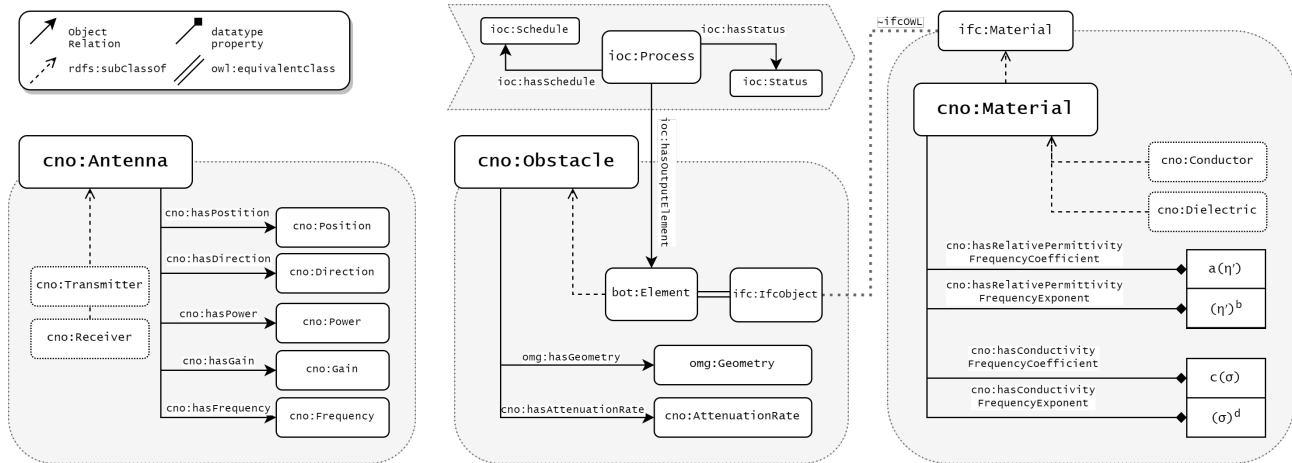 Object
Relation
datatype
property
rdfs:subClassOf
owl:equivalentClass
cno:Antenna
cno:hasPostition
cno:Position
cno:hasDirection
cno:Direction
cno:Transmitter
cno:hasPower
cno:Power
cno:Receiver
cno:hasGain
cno:Gain
cno:hasFrequency
cno:Frequency
ioc:Schedule
ioc:hasStatus
ioc:Process
ioc:hasSchedule
ioc:Status
ioc:hasOutputElement
cno:Obstacle
bot:Element
ifc:IfcObject
omg:hasGeometry
omg:Geometry
cno:hasAttenuationRate
cno:AttenuationRate
~ifcOWL
ifc:Material
cno:Material
cno:Conductor
cno:Dielectric
cno:hasRelativePermittivity
FrequencyCoefficient
a(η′)
cno:hasRelativePermittivity
FrequencyExponent
(η′)ᵇ
cno:hasConductivity
FrequencyCoefficient
c(σ)
cno:hasConductivity
FrequencyExponent
(σ)ᵈ